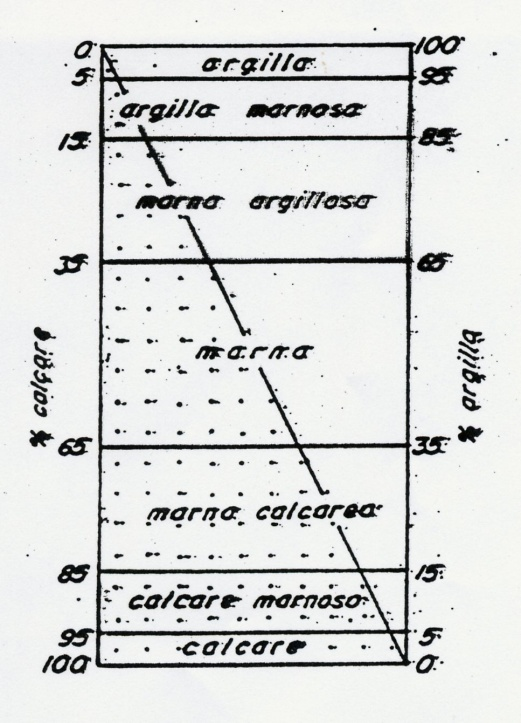 0 argilla 100
5 95
argilla marnosa
15 85
marna argillosa
35 65
marna
% calcare % argilla
65 35
marna calcarea
85 15
calcare marnoso
95 5
calcare
100 0